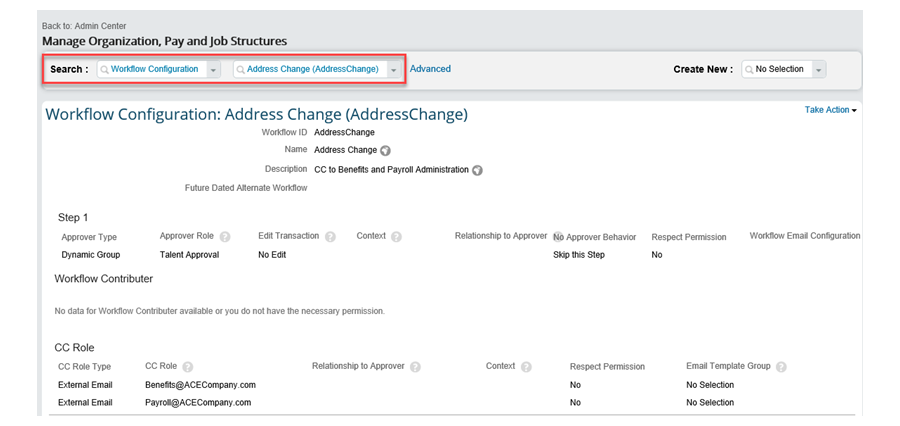 Back to: Admin Center
Manage Organization, Pay and Job Structures
Search : Workflow Configuration Address Change (AddressChange) Advanced Create New : No Selection
Workflow Configuration: Address Change (AddressChange) Take Action
Workflow ID AddressChange
Name Address Change
Description CC to Benefits and Payroll Administration
Future Dated Alternate Workflow
Step 1
Approver Type Approver Role ? Edit Transaction ? Context ? Relationship to Approver No Approver Behavior Respect Permission Workflow Email Configuration
Dynamic Group Talent Approval No Edit Skip this Step No
Workflow Contributer
No data for Workflow Contributer available or you do not have the necessary permission.
CC Role
CC Role Type CC Role ? Relationship to Approver ? Context ? Respect Permission Email Template Group ?
External Email Benefits@ACECompany.com No No Selection
External Email Payroll@ACECompany.com No No Selection